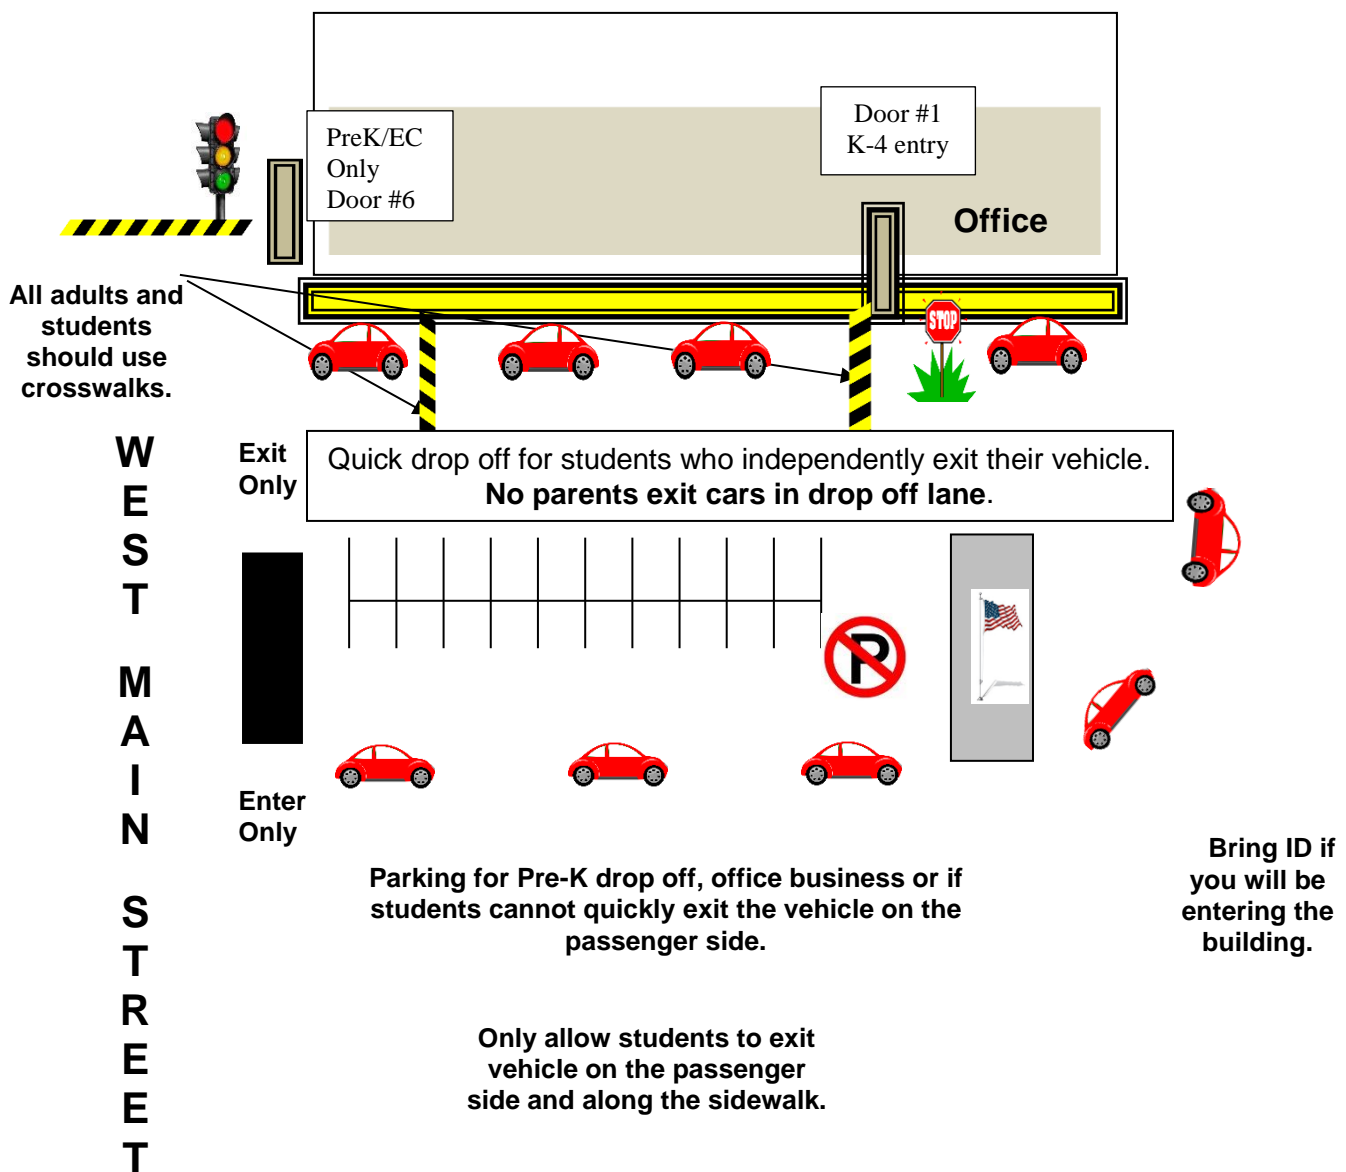 PreK/EC
Only
Door #6
Door #1
K-4 entry
Office
All adults and
students
should use
crosswalks.
STOP
Exit
Only
Quick drop off for students who independently exit their vehicle.
No parents exit cars in drop off lane.
WEST MAIN STREET
P
Enter
Only
Bring ID if
you will be
entering the
building.
Parking for Pre-K drop off, office business or if
students cannot quickly exit the vehicle on the
passenger side.
Only allow students to exit
vehicle on the passenger
side and along the sidewalk.